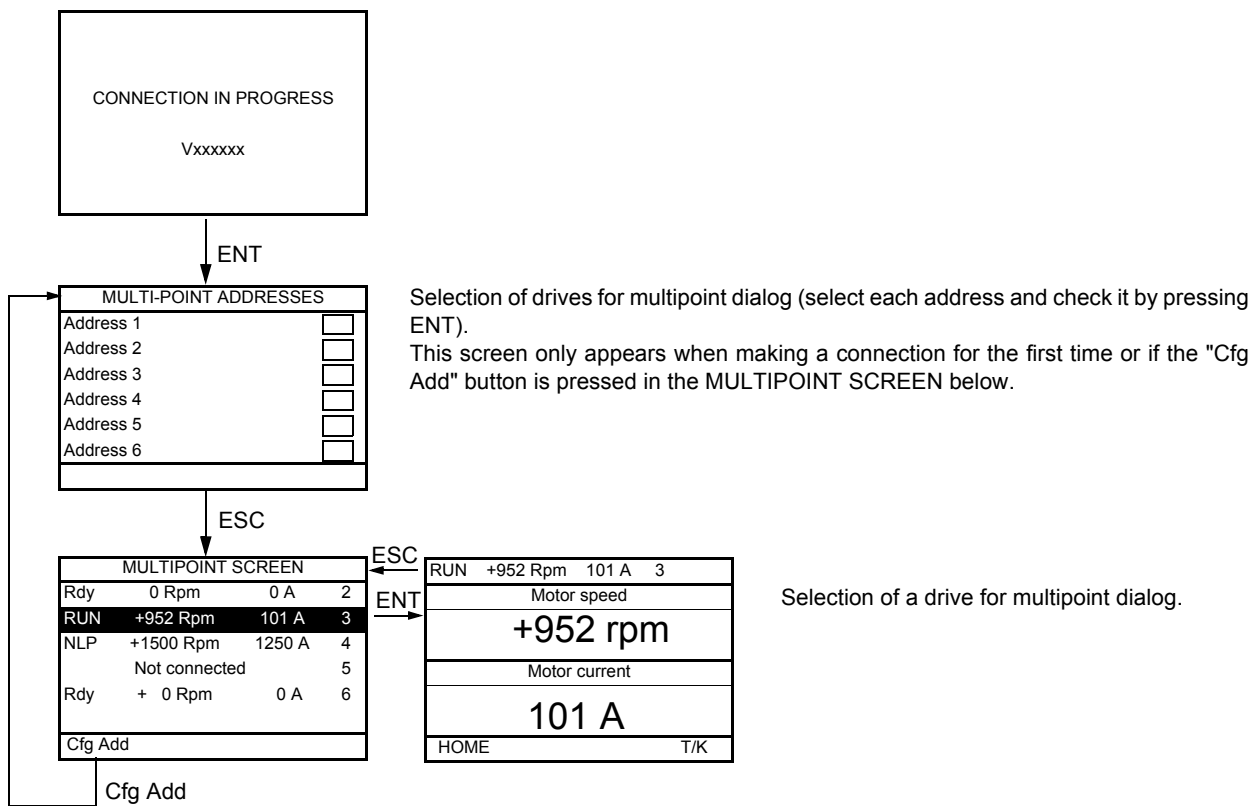 CONNECTION IN PROGRESS
Vxxxxxx
ENT
MULTI-POINT ADDRESSES
Address 1
Address 2
Address 3
Address 4
Address 5
Address 6
Selection of drives for multipoint dialog (select each address and check it by pressing
ENT).
This screen only appears when making a connection for the first time or if the "Cfg
Add" button is pressed in the MULTIPOINT SCREEN below.
ESC
MULTIPOINT SCREEN
Rdy 0 Rpm 0 A 2
RUN +952 Rpm 101 A 3
NLP +1500 Rpm 1250 A 4
Not connected 5
Rdy + 0 Rpm 0 A 6
Cfg Add
ESC
ENT
RUN +952 Rpm 101 A 3
Motor speed
+952 rpm
Motor current
101 A
HOME T/K
Selection of a drive for multipoint dialog.
Cfg Add